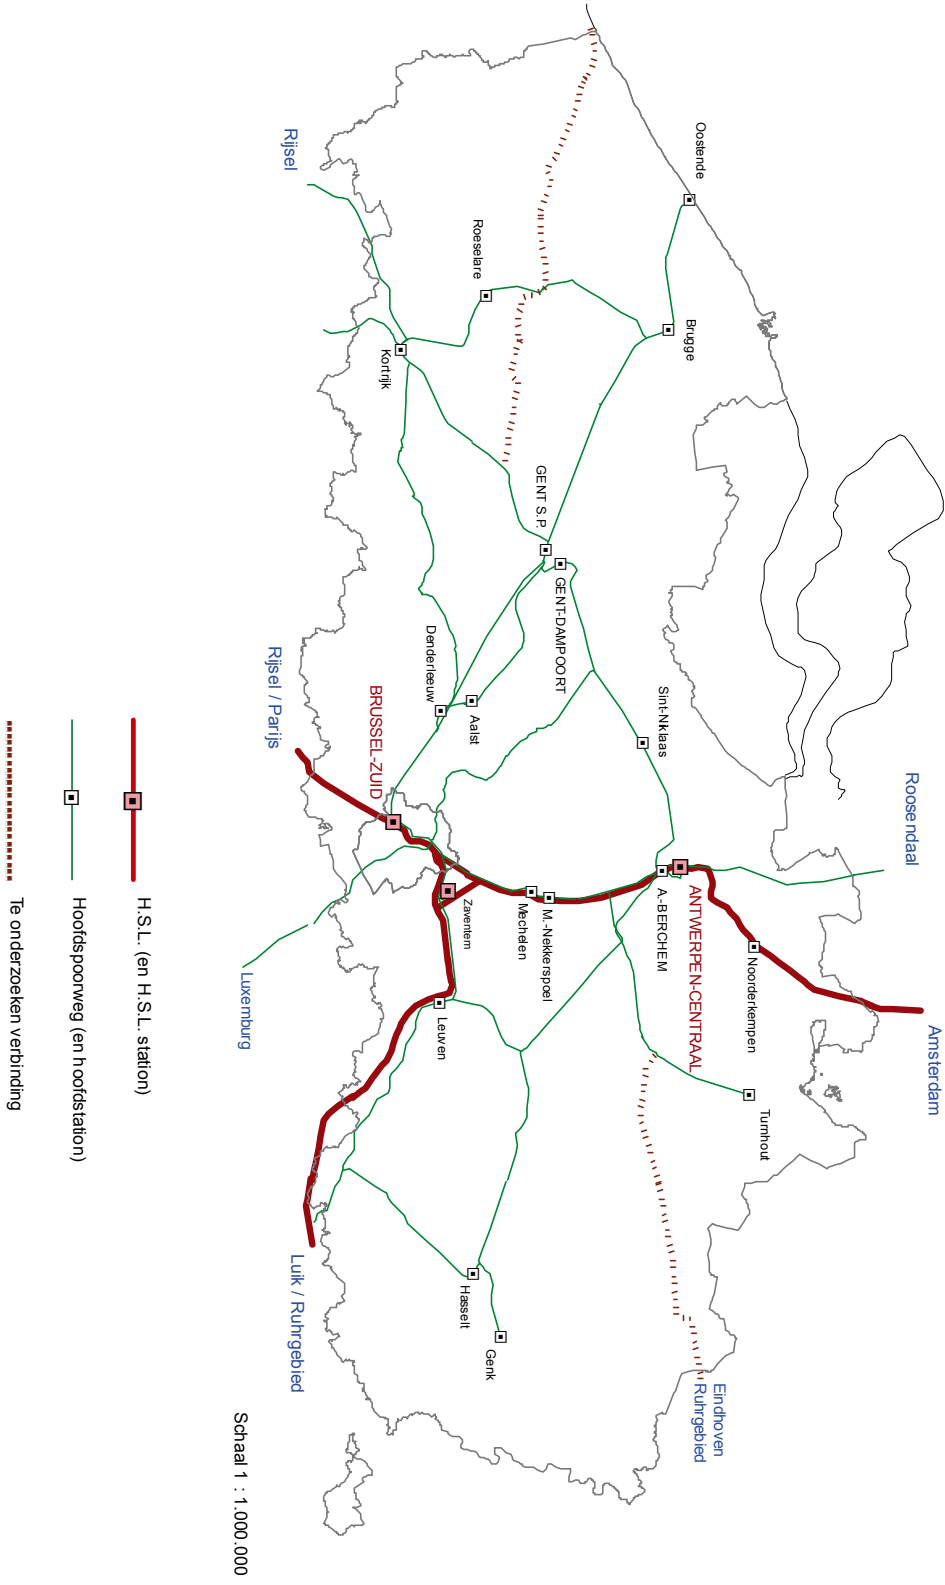 Oostende
Brugge
Roeselare
Rijsel
Kortrijk
GENT S.P.
GENT-DAMPOORT
Sint-Niklaas
Denderleeuw
Aalst
Rijsel / Parijs
BRUSSEL-ZUID
Roosendaal
A.-BERCHEM
ANTWERPEN-CENTRAAL
Noorderkempen
Mechelen
M.-Nekkerspoel
Zaventem
Luxemburg
Leuven
Amsterdam
Turnhout
Luik / Ruhrgebied
Hasselt
Genk
Eindhoven
Ruhrgebied
Schaal 1 : 1.000.000
H.S.L. (en H.S.L. station)
Hoofdspoorweg (en hoofdstation)
Te onderzoeken verbinding